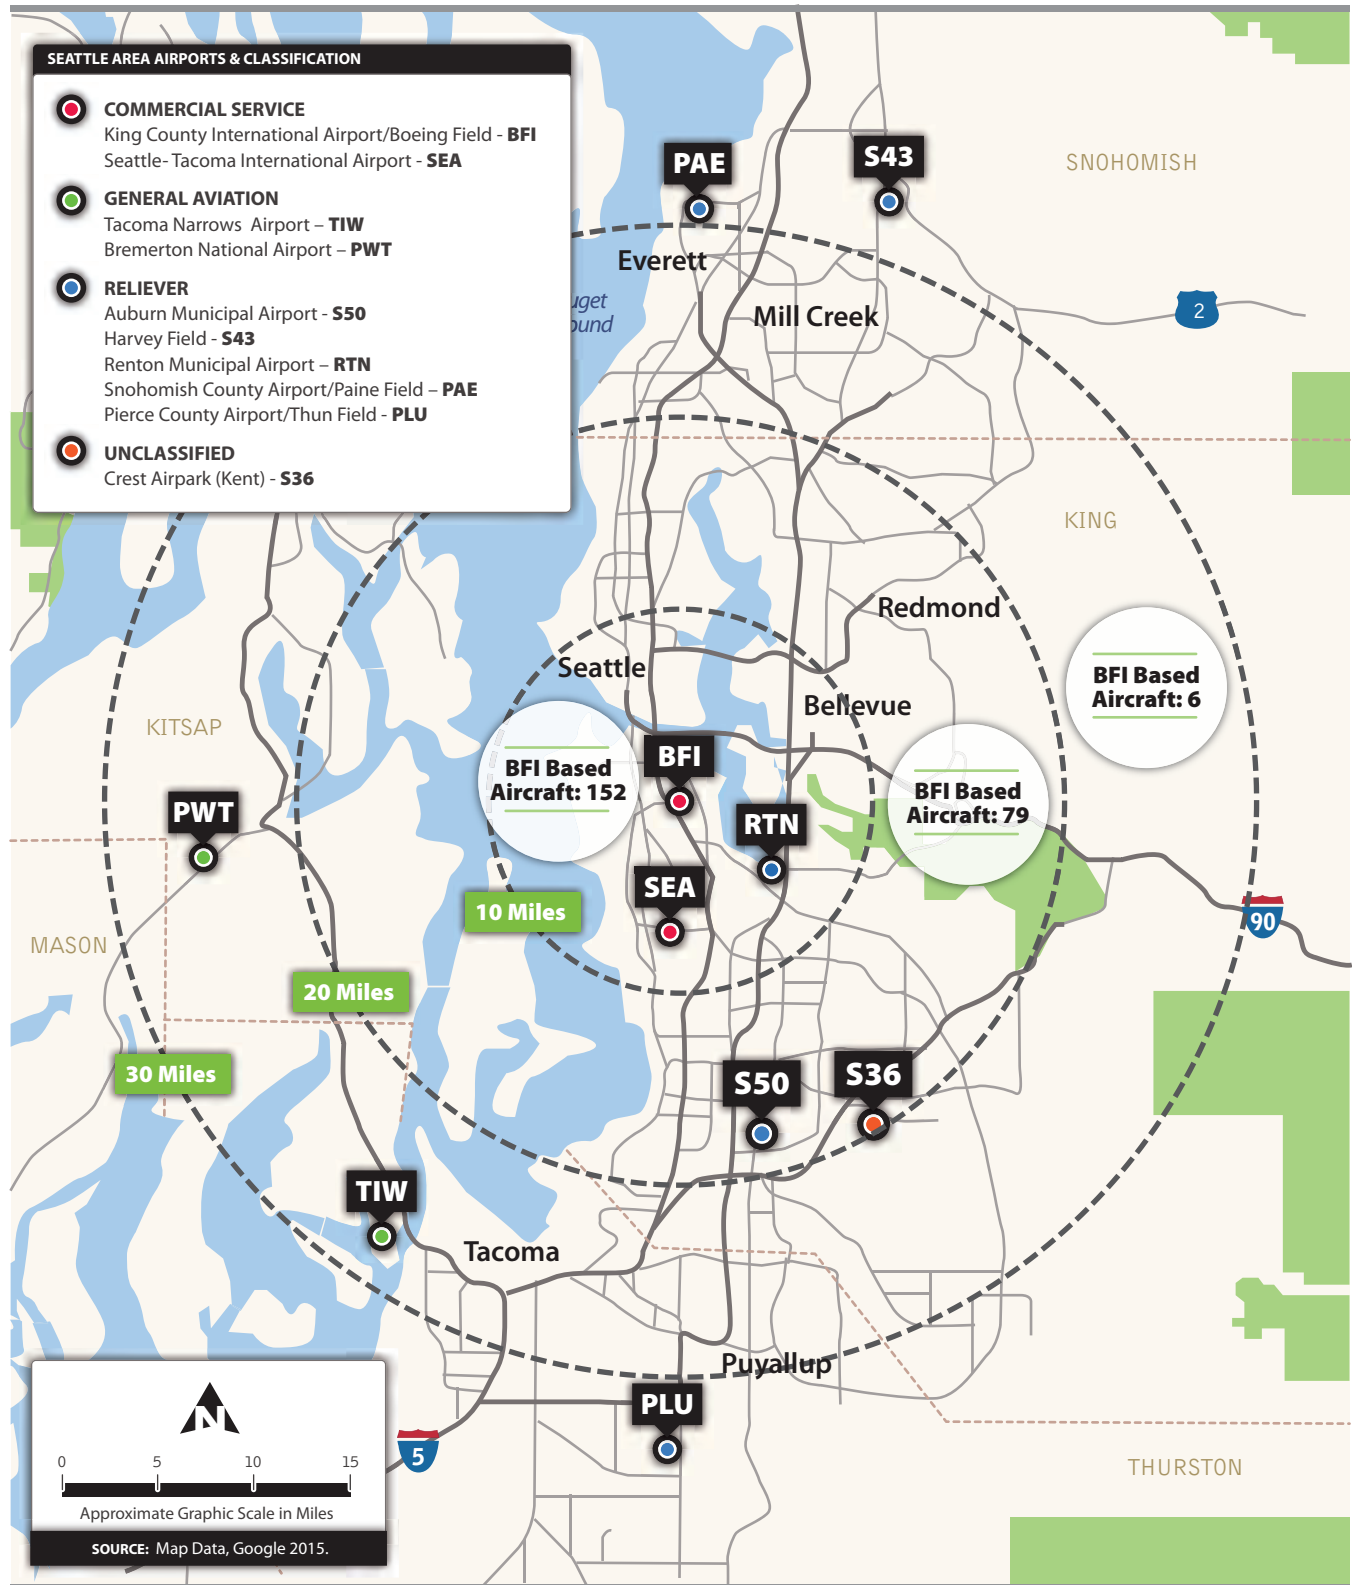 SEATTLE AREA AIRPORTS & CLASSIFICATION
COMMERCIAL SERVICE
King County International Airport/Boeing Field - BFI
Seattle- Tacoma International Airport - SEA
GENERAL AVIATION
Tacoma Narrows Airport – TIW
Bremerton National Airport – PWT
RELIEVER
Auburn Municipal Airport - S50
Harvey Field - S43
Renton Municipal Airport – RTN
Snohomish County Airport/Paine Field – PAE
Pierce County Airport/Thun Field - PLU
UNCLASSIFIED
Crest Airpark (Kent) - S36
PAE
S43
SNOHOMISH
Everett
uget
ound
Mill Creek
2
KING
Redmond
Seattle
Bellevue
BFI Based
Aircraft: 6
KITSAP
BFI
BFI Based
Aircraft: 152
BFI Based
Aircraft: 79
PWT
RTN
SEA
10 Miles
90
MASON
20 Miles
30 Miles
S50
S36
TIW
Tacoma
Puyallup
PLU
5
THURSTON
N
0 5 10 15
Approximate Graphic Scale in Miles
SOURCE: Map Data, Google 2015.